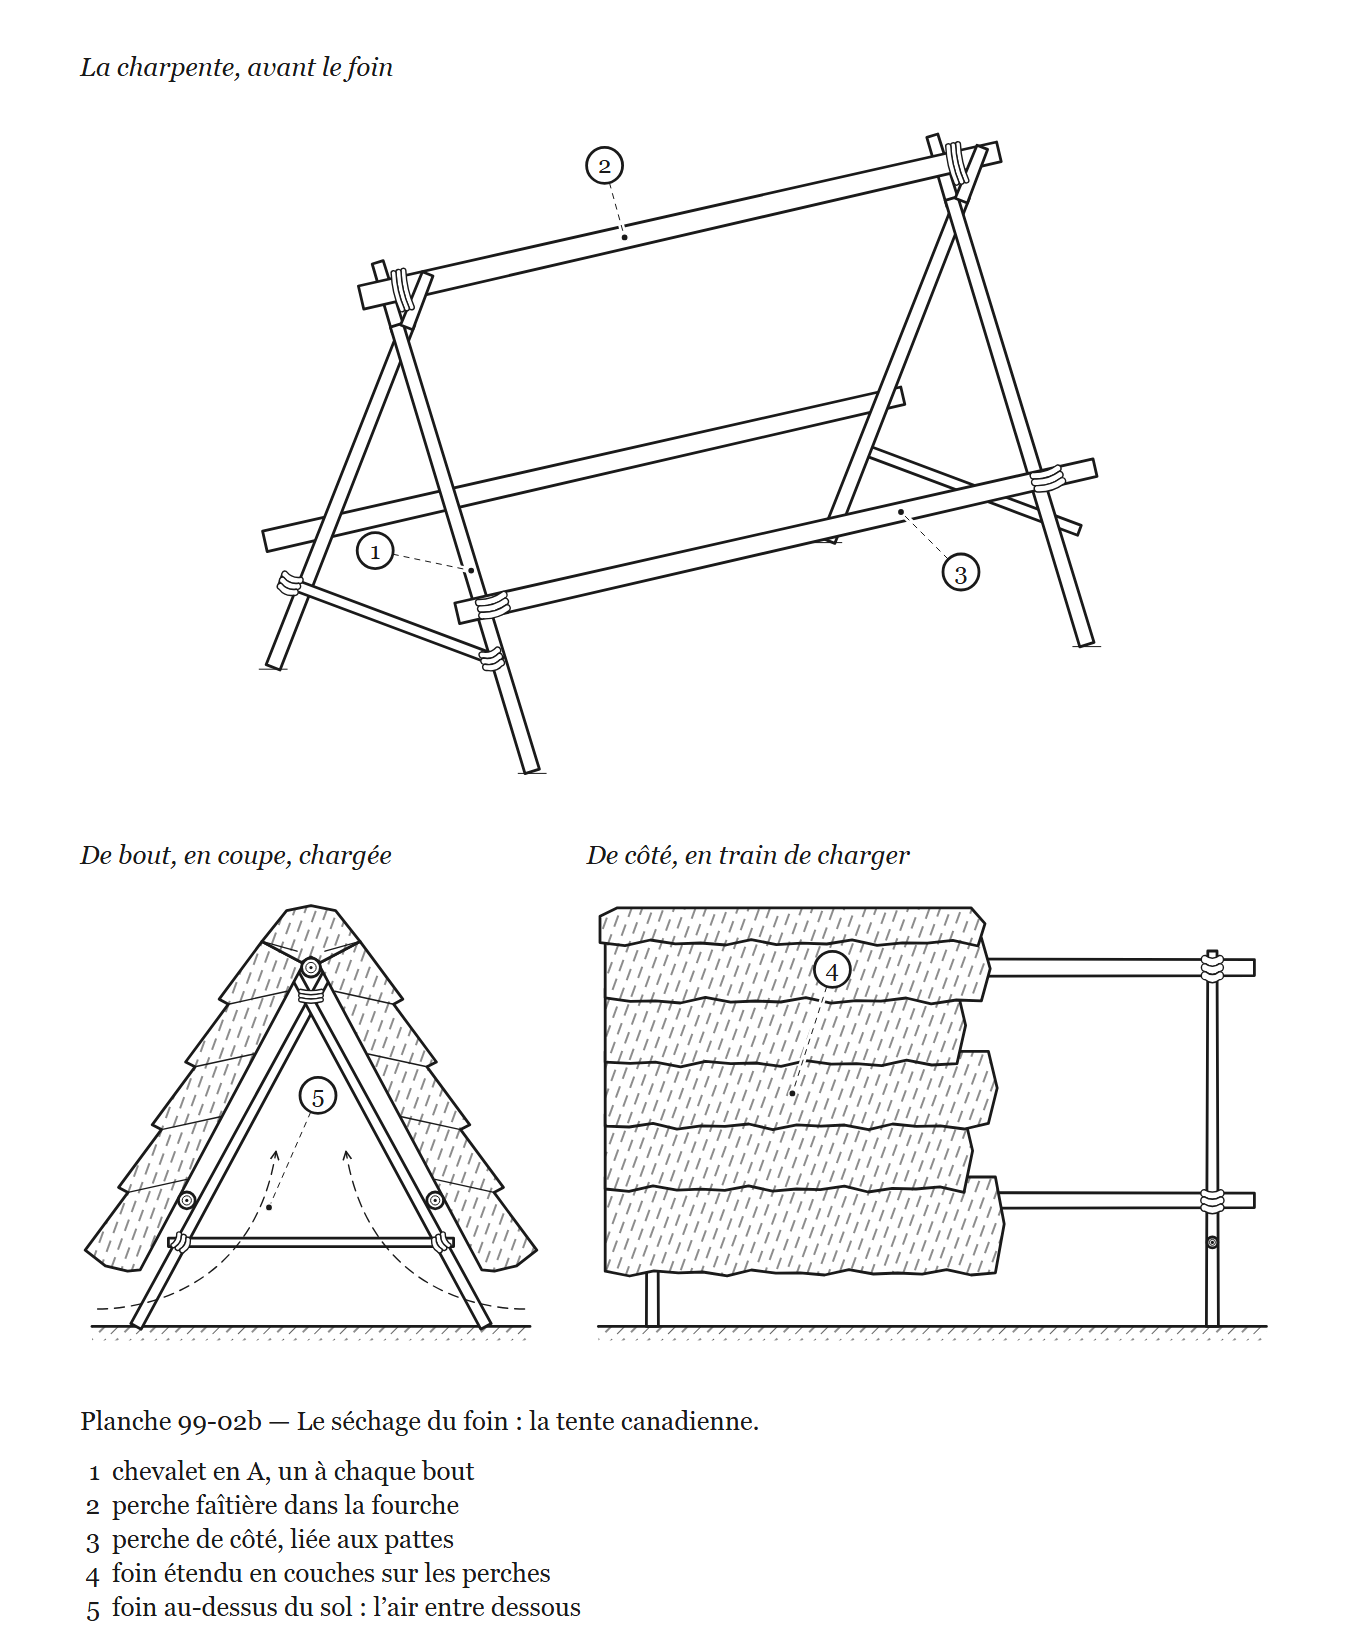 La charpente, avant le foin
2
1
3
De bout, en coupe, chargée
De côté, en train de charger
4
5
Planche 99-02b — Le séchage du foin : la tente canadienne.
1 chevalet en A, un à chaque bout
2 perche faîtière dans la fourche
3 perche de côté, liée aux pattes
4 foin étendu en couches sur les perches
5 foin au-dessus du sol : l’air entre dessous